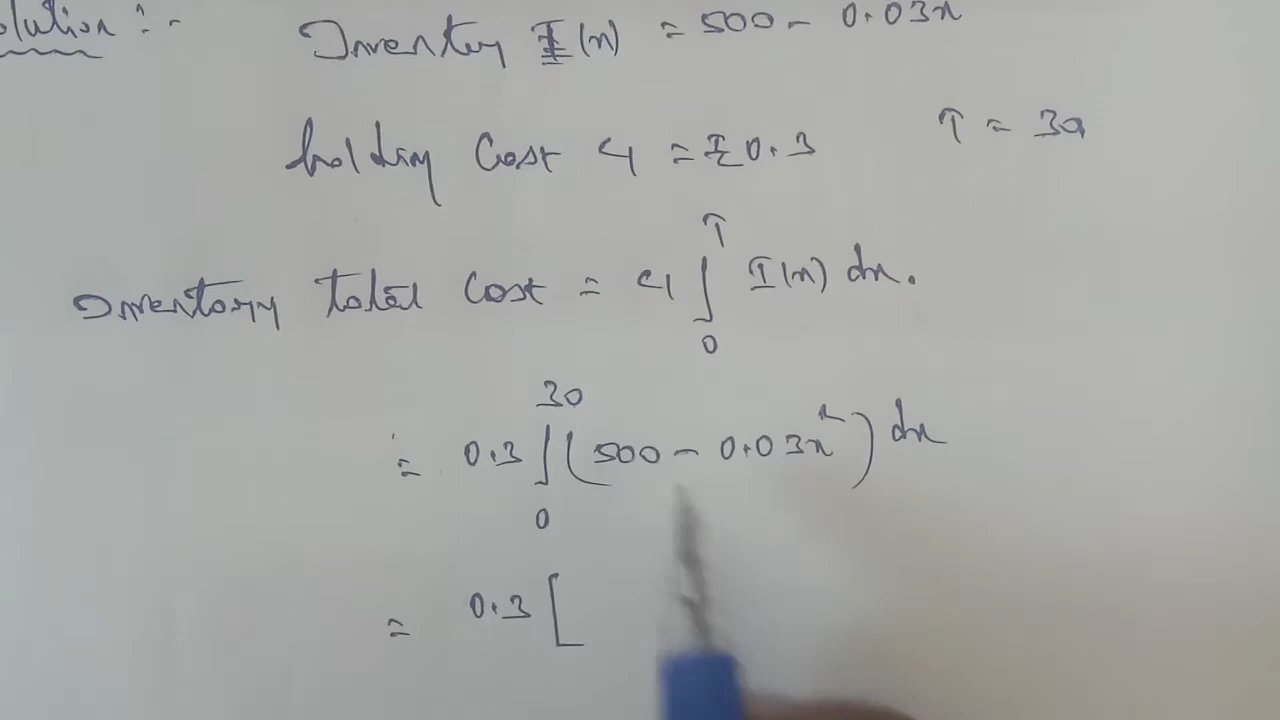 olution :-
Inventory I(x) = 500 - 0.03x
holding Cost C1 = ₹0.3 T = 30
Inventory total Cost = C1 ∫₀ᵀ I(x) dx.
= 0.3 ∫₀³⁰ (500 - 0.03x²) dx
= 0.3 [